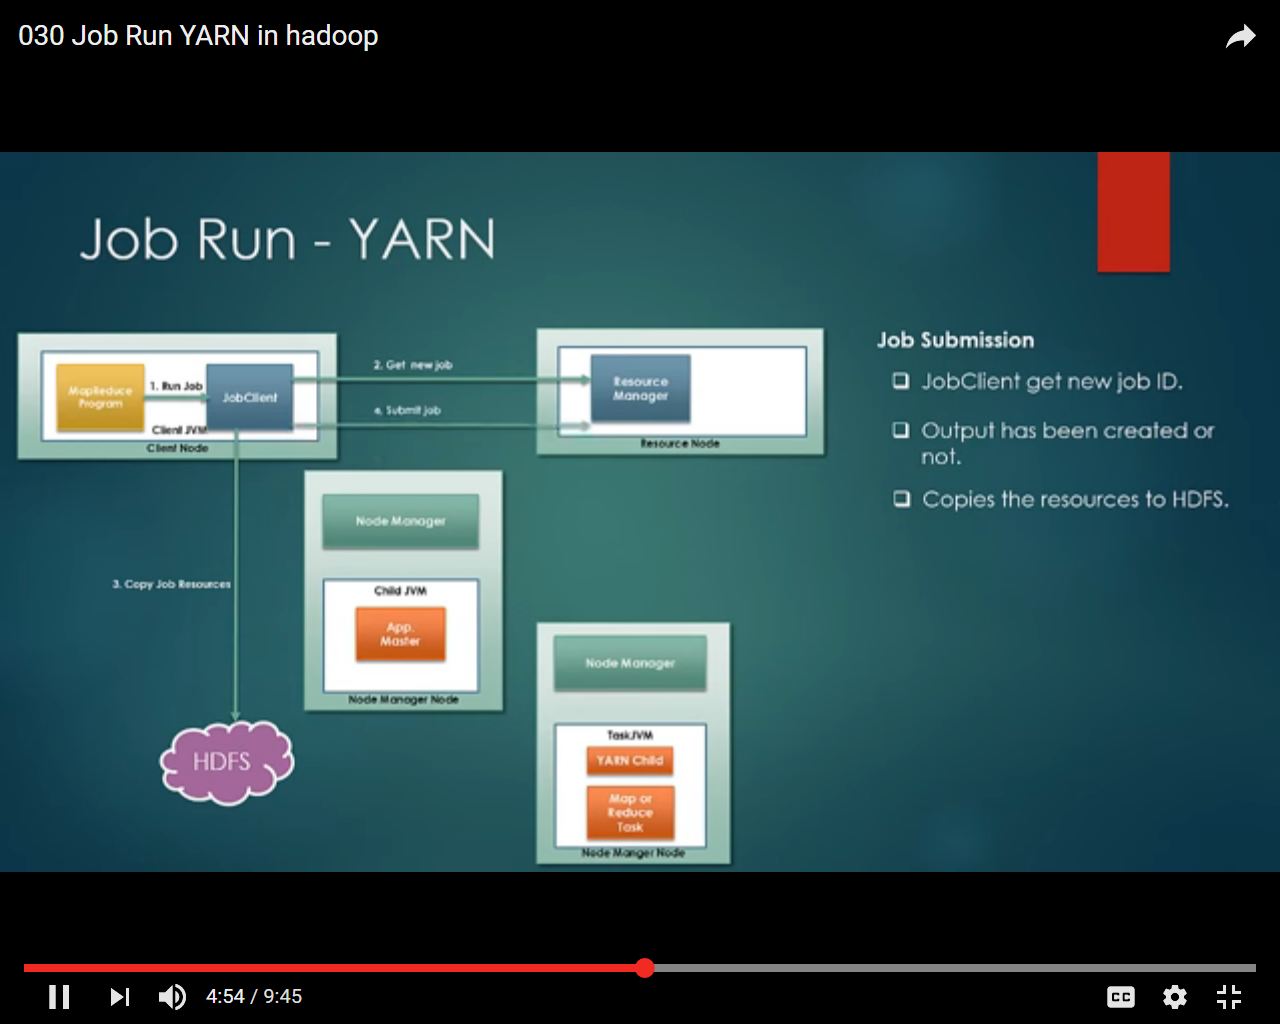 030 Job Run YARN in hadoop
Job Run - YARN
MapReduce
Program
1. Run Job
JobClient
Client JVM
Client Node
2. Get new job
4. Submit job
Resource
Manager
Resource Node
Job Submission
JobClient get new job ID.
Output has been created or
not.
Copies the resources to HDFS.
3. Copy Job Resources
HDFS
Node Manager
Child JVM
App.
Master
Node Manager Node
Node Manager
TaskJVM
YARN Child
Map or
Reduce
Task
Node Manger Node
4:54 / 9:45
CC